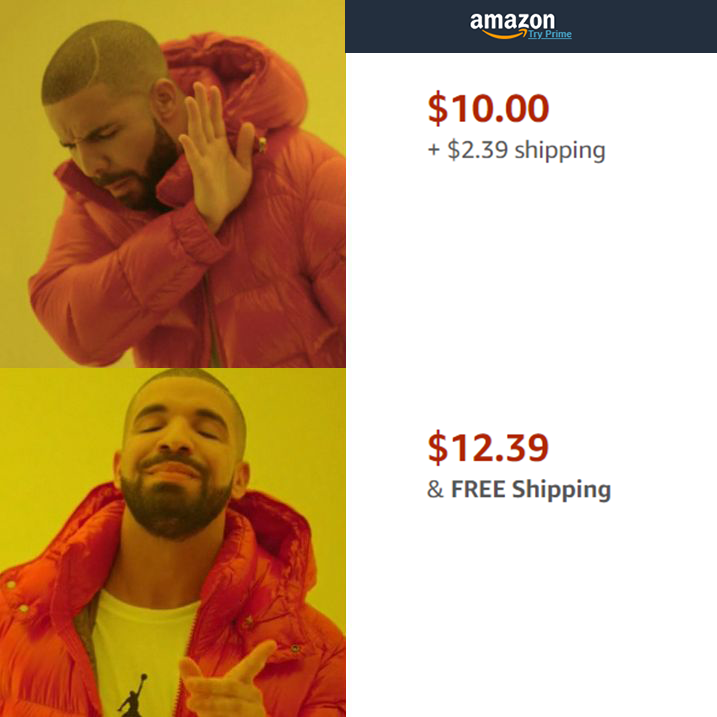 amazon
Try Prime
$10.00
+ $2.39 shipping
$12.39
& FREE Shipping